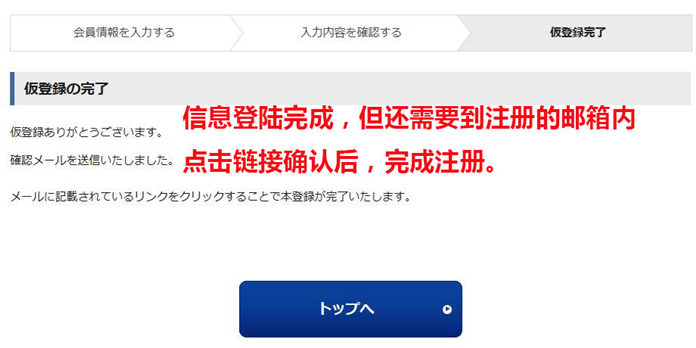 会員情報を入力する
入力内容を確認する
仮登録完了
仮登録の完了
信息登陆完成，但还需要到注册的邮箱内
点击链接确认后，完成注册。
仮登録ありがとうございます。
確認メールを送信いたしました。
メールに記載されているリンクをクリックすることで本登録が完了いたします。
トップへ